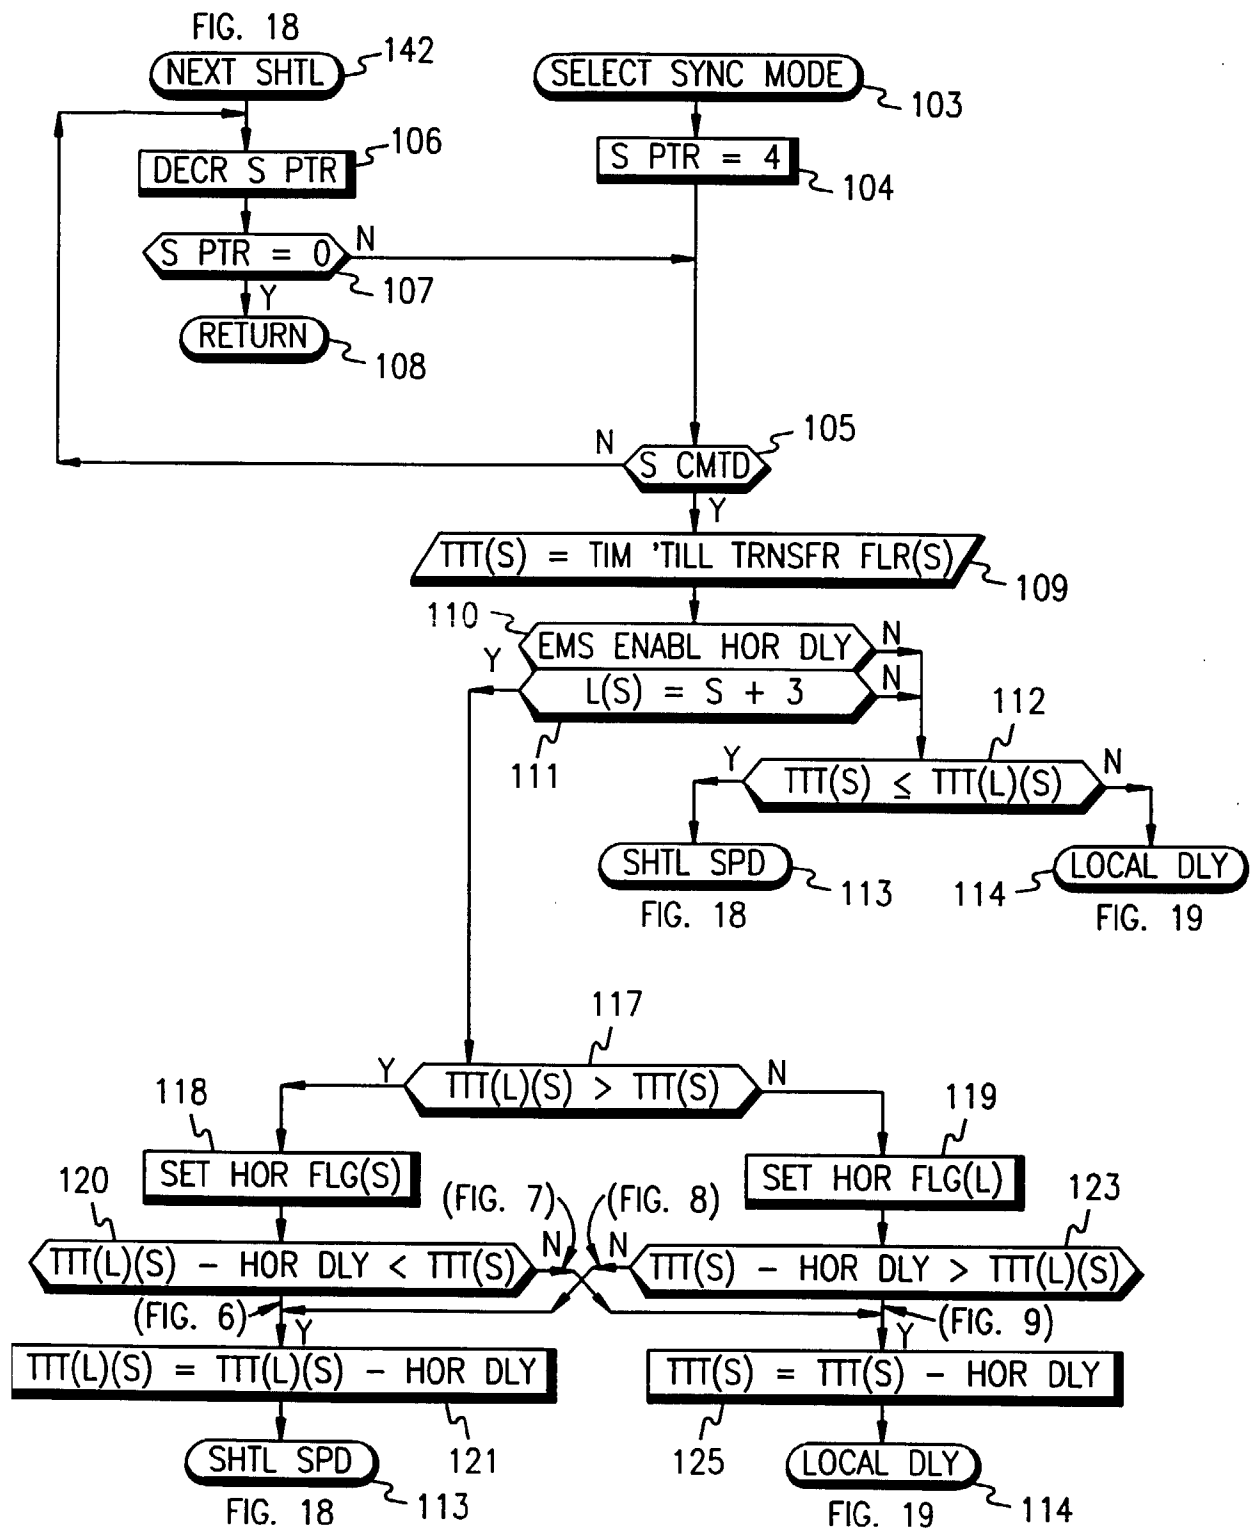 FIG. 18
NEXT SHTL
142
SELECT SYNC MODE
103
DECR S PTR
106
S PTR = 4
104
S PTR = 0
N
107
Y
RETURN
108
N
105
S CMTD
Y
TTT(S) = TIM 'TILL TRNSFR FLR(S)
109
110
EMS ENABL HOR DLY
N
Y
L(S) = S + 3
N
111
112
Y
TTT(S) ≤ TTT(L)(S)
N
SHTL SPD
113
FIG. 18
LOCAL DLY
114
FIG. 19
117
Y
TTT(L)(S) > TTT(S)
N
118
SET HOR FLG(S)
119
SET HOR FLG(L)
120
(FIG. 7)
(FIG. 8)
123
TTT(L)(S) - HOR DLY < TTT(S)
N
N
TTT(S) - HOR DLY > TTT(L)(S)
(FIG. 6)
Y
(FIG. 9)
Y
TTT(L)(S) = TTT(L)(S) - HOR DLY
121
TTT(S) = TTT(S) - HOR DLY
125
SHTL SPD
113
FIG. 18
LOCAL DLY
114
FIG. 19